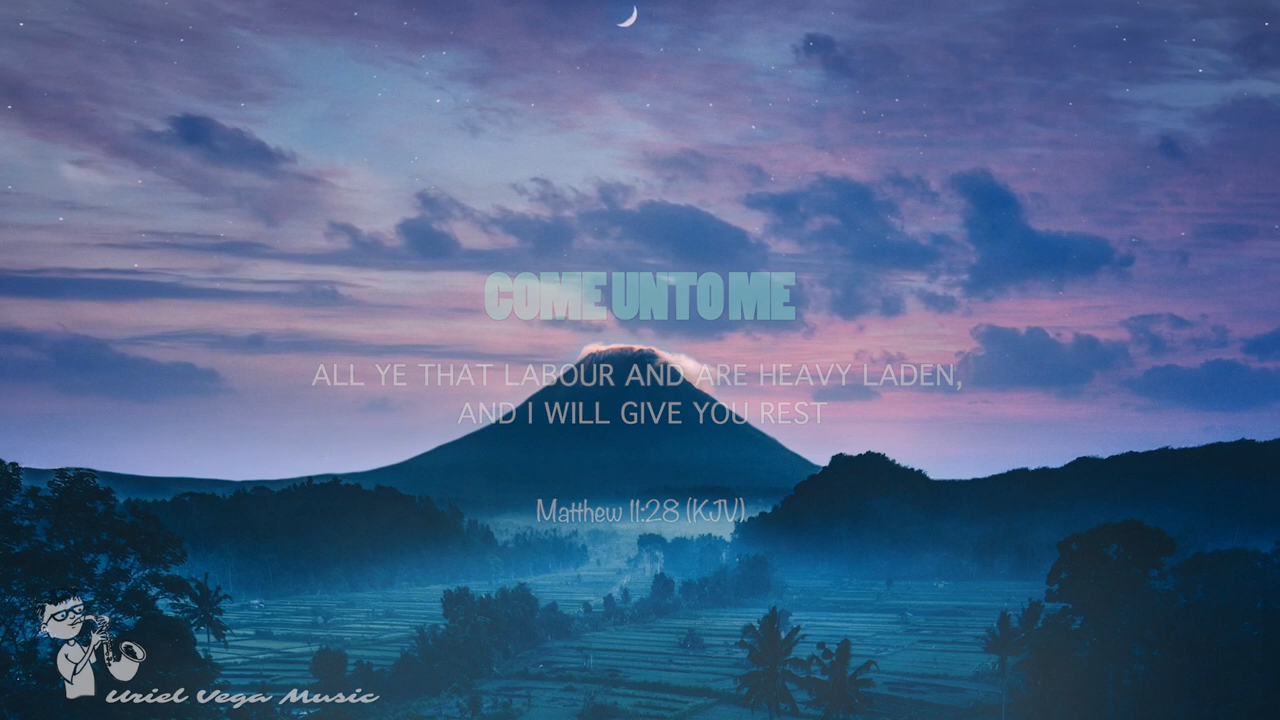 COME UNTO ME
ALL YE THAT LABOUR AND ARE HEAVY LADEN,
AND I WILL GIVE YOU REST
Matthew 11:28 (KJV)
Uriel Vega Music